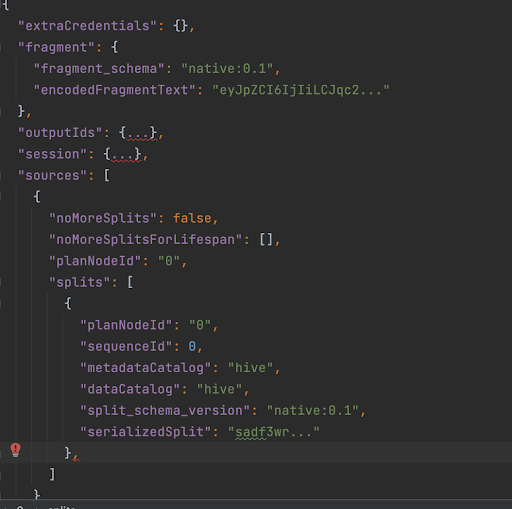 {
"extraCredentials": {},
"fragment": {
"fragment_schema": "native:0.1",
"encodedFragmentText": "eyJpZCI6IjIiLCJqc2..."
},
"outputIds": {...},
"session": {...},
"sources": [
{
"noMoreSplits": false,
"noMoreSplitsForLifespan": [],
"planNodeId": "0",
"splits": [
{
"planNodeId": "0",
"sequenceId": 0,
"metadataCatalog": "hive",
"dataCatalog": "hive",
"split_schema_version": "native:0.1",
"serializedSplit": "sadf3wr..."
},
]
}